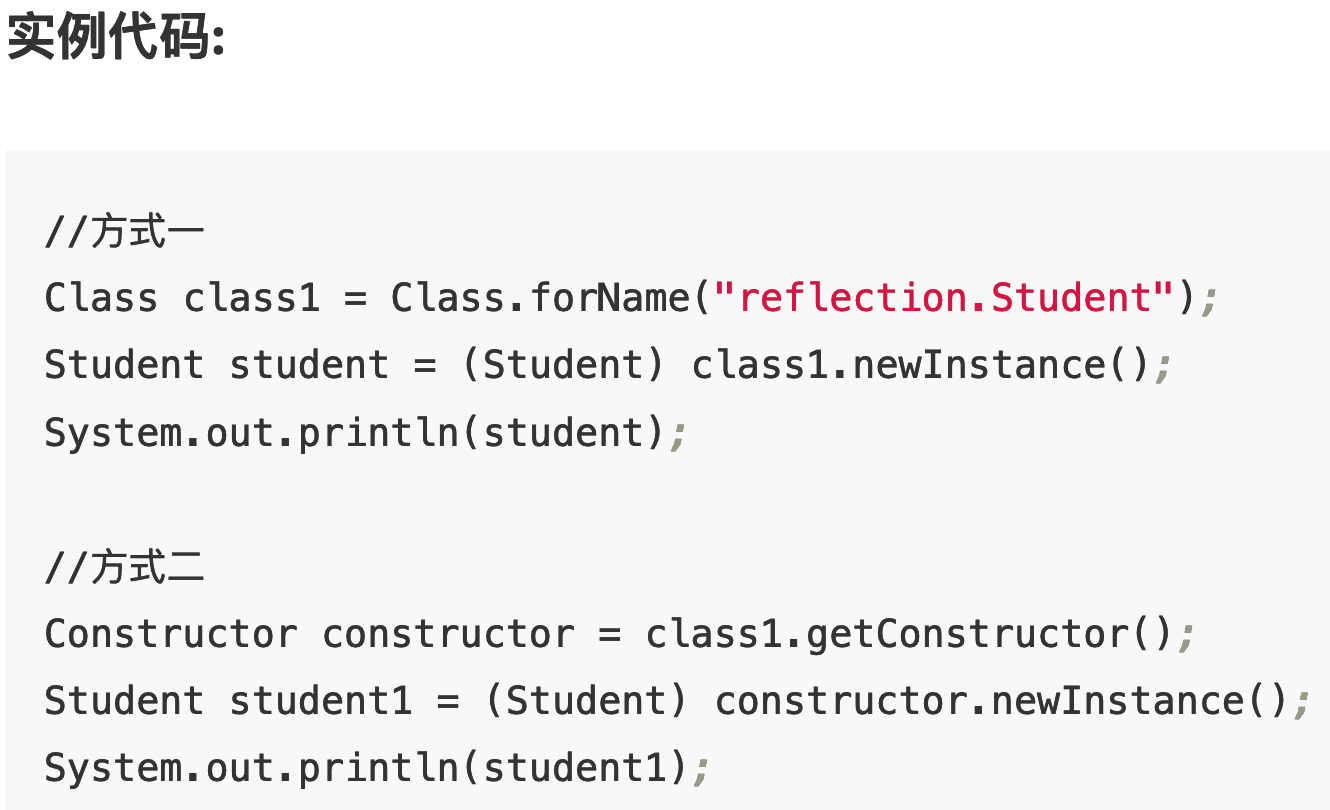 实例代码:
//方式一
Class class1 = Class.forName("reflection.Student");
Student student = (Student) class1.newInstance();
System.out.println(student);
//方式二
Constructor constructor = class1.getConstructor();
Student student1 = (Student) constructor.newInstance();
System.out.println(student1);